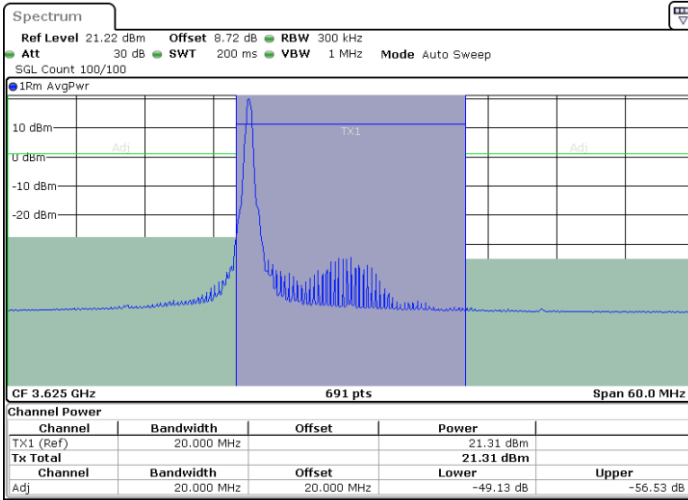 Spectrum
Ref Level 21.22 dBm Offset 8.72 dB RBW 300 kHz
Att 30 dB SWT 200 ms VBW 1 MHz Mode Auto Sweep
SGL Count 100/100
1Rm AvgPwr
10 dBm
TX1
Adj Adj
0 dBm
-10 dBm
-20 dBm
CF 3.625 GHz 691 pts Span 60.0 MHz
Channel Power
Channel Bandwidth Offset Power
TX1 (Ref) 20.000 MHz 21.31 dBm
Tx Total 21.31 dBm
Channel Bandwidth Offset Lower Upper
Adj 20.000 MHz 20.000 MHz -49.13 dB -56.53 dB